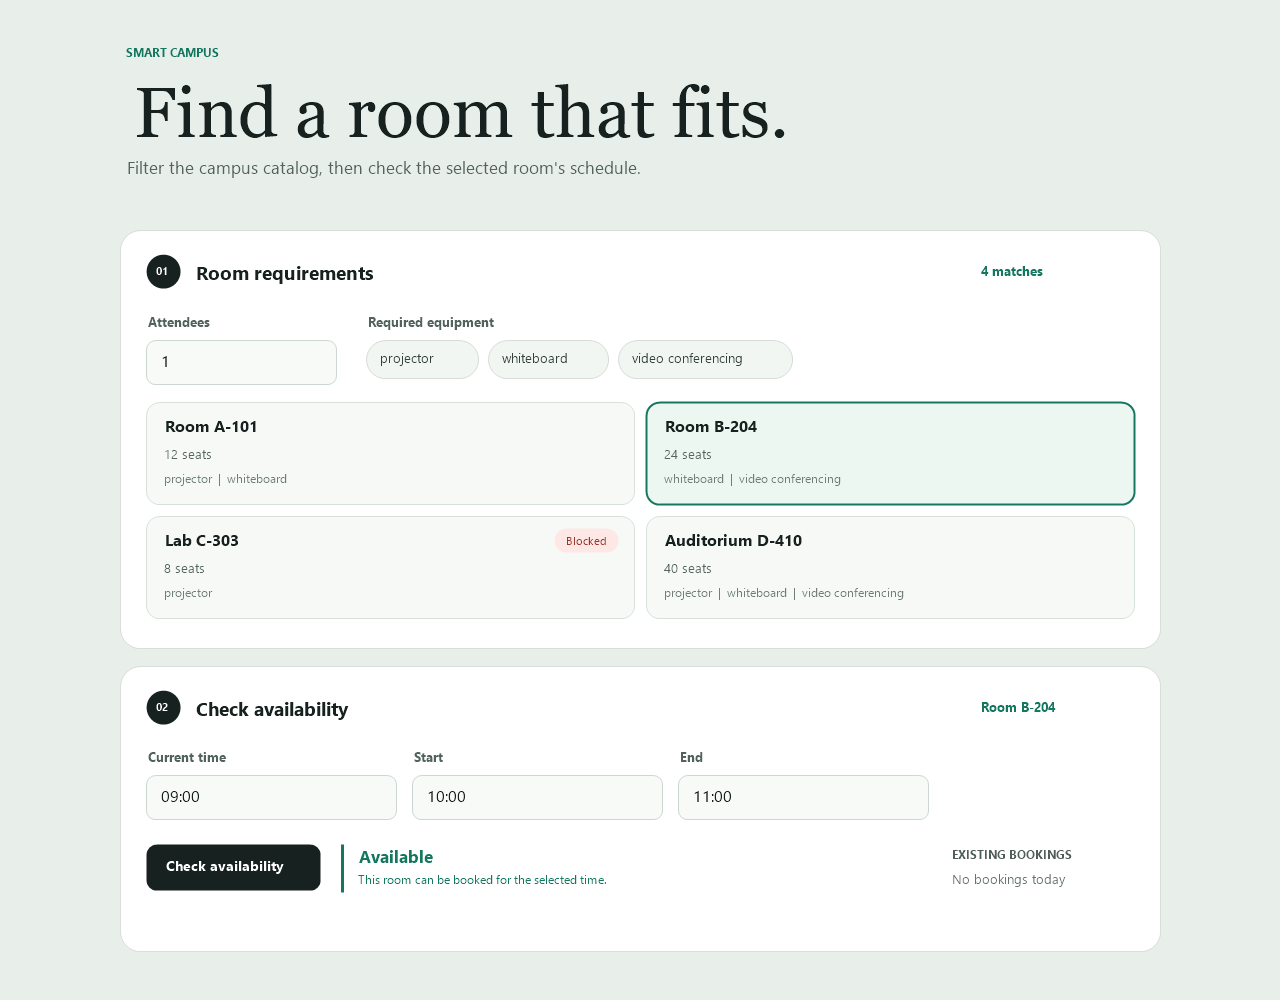 SMART CAMPUS
Find a room that fits.
Filter the campus catalog, then check the selected room's schedule.
01 Room requirements 4 matches
Attendees Required equipment
1 projector whiteboard video conferencing
Room A-101
12 seats
projector | whiteboard
Room B-204
24 seats
whiteboard | video conferencing
Lab C-303 Blocked
8 seats
projector
Auditorium D-410
40 seats
projector | whiteboard | video conferencing
02 Check availability Room B-204
Current time Start End
09:00 10:00 11:00
Check availability
Available
This room can be booked for the selected time.
EXISTING BOOKINGS
No bookings today